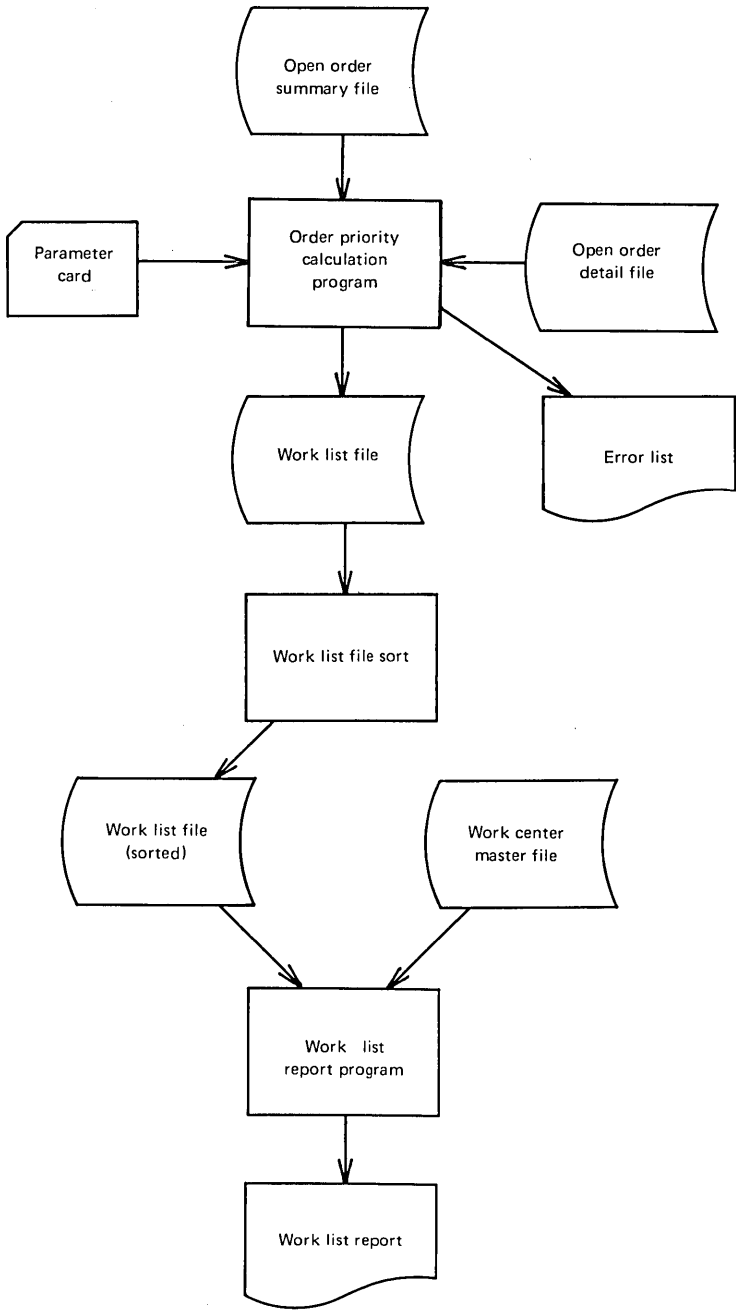 Open order
summary file
Parameter
card
Order priority
calculation
program
Open order
detail file
Work list file
Error list
Work list file sort
Work list file
(sorted)
Work center
master file
Work list
report program
Work list report